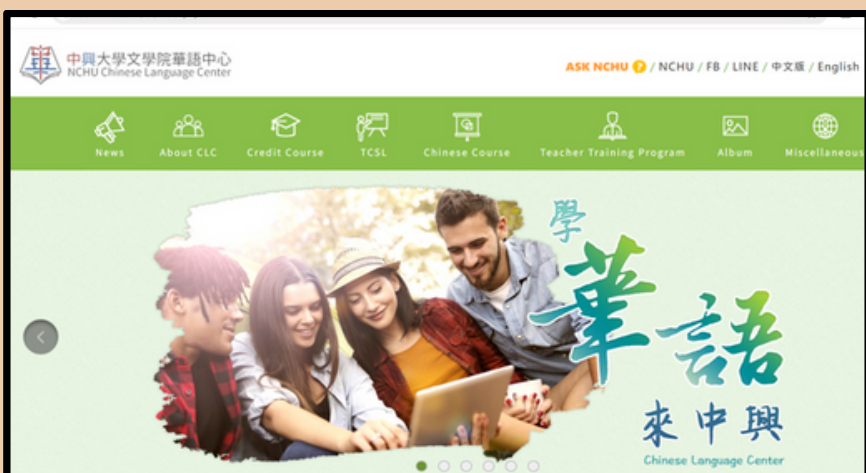 中興大學文學院華語中心
NCHU Chinese Language Center
ASK NCHU ? / NCHU / FB / LINE / 中文版 / English
News About CLC Credit Course TCSL Chinese Course Teacher Training Program Album Miscellaneous
學
華語
來中興
Chinese Language Center